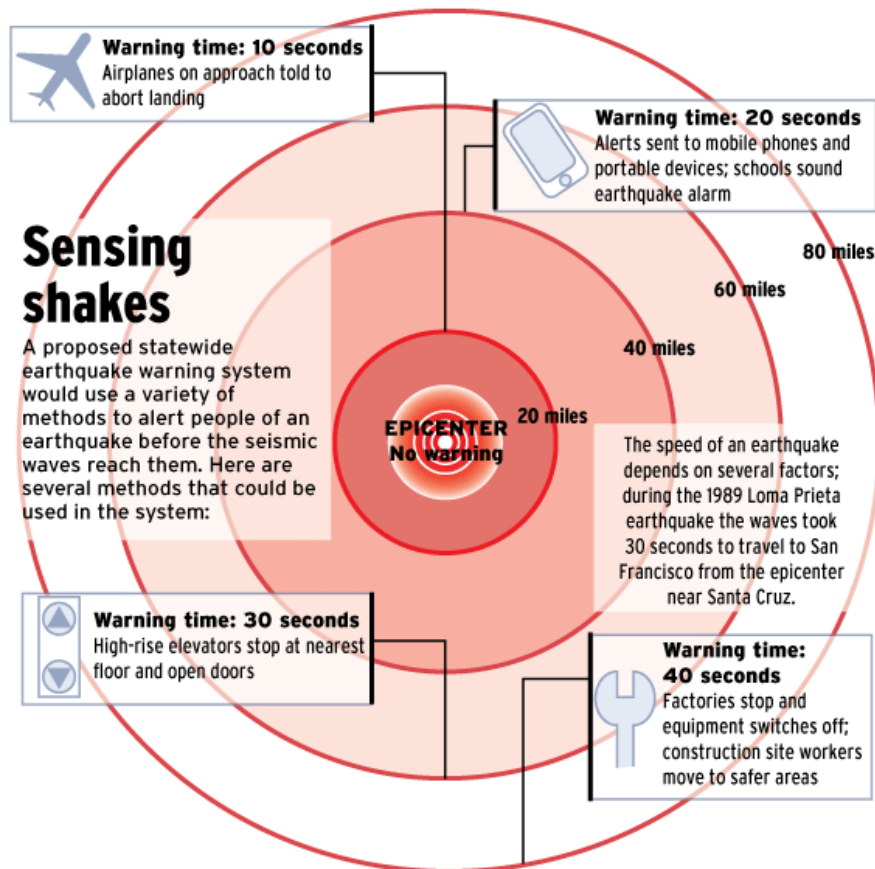 Warning time: 10 seconds
Airplanes on approach told to
abort landing
Warning time: 20 seconds
Alerts sent to mobile phones and
portable devices; schools sound
earthquake alarm
Sensing
shakes
A proposed statewide
earthquake warning system
would use a variety of
methods to alert people of an
earthquake before the seismic
waves reach them. Here are
several methods that could be
used in the system:
80 miles
60 miles
40 miles
20 miles
EPICENTER
No warning
The speed of an earthquake
depends on several factors;
during the 1989 Loma Prieta
earthquake the waves took
30 seconds to travel to San
Francisco from the epicenter
near Santa Cruz.
Warning time: 30 seconds
High-rise elevators stop at nearest
floor and open doors
Warning time:
40 seconds
Factories stop and
equipment switches off;
construction site workers
move to safer areas